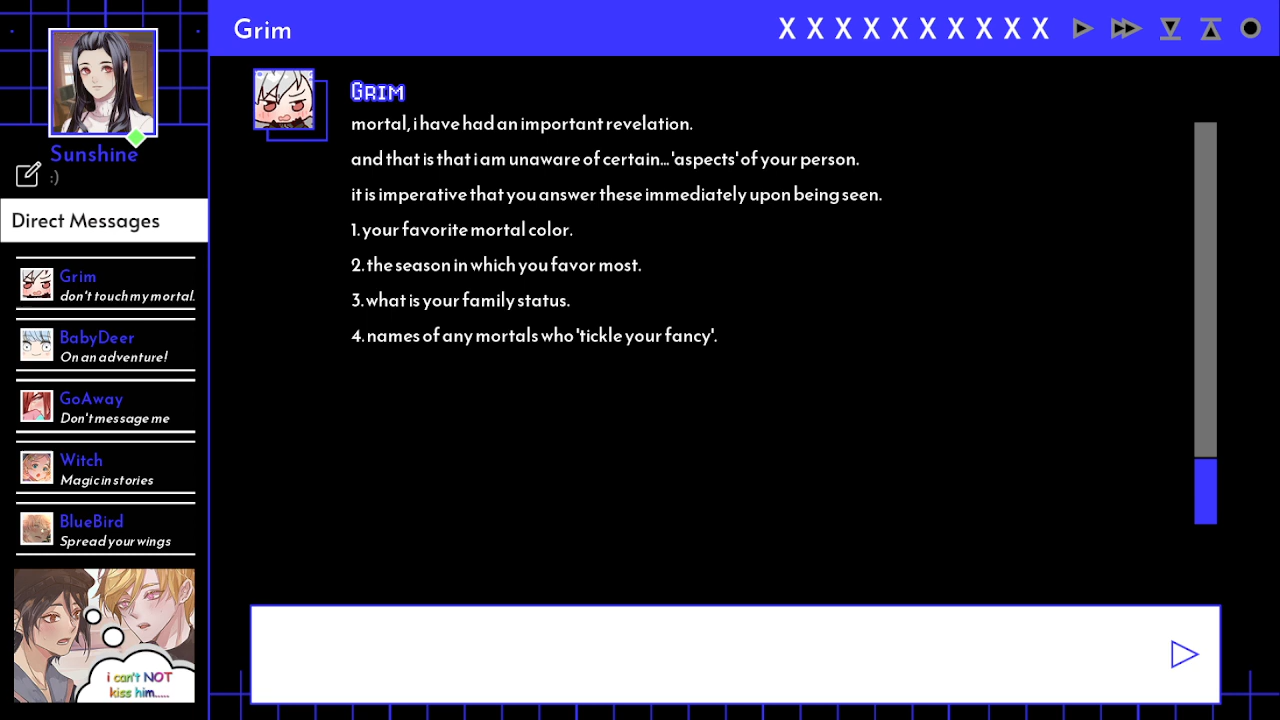 Grim
X X X X X X X X X X
Sunshine
:)
Direct Messages
Grim
don't touch my mortal.
BabyDeer
On an adventure!
GoAway
Don't message me
Witch
Magic in stories
BlueBird
Spread your wings
i can't NOT
kiss him.....
Grim
mortal, i have had an important revelation.
and that is that i am unaware of certain... 'aspects' of your person.
it is imperative that you answer these immediately upon being seen.
1. your favorite mortal color.
2. the season in which you favor most.
3. what is your family status.
4. names of any mortals who 'tickle your fancy'.